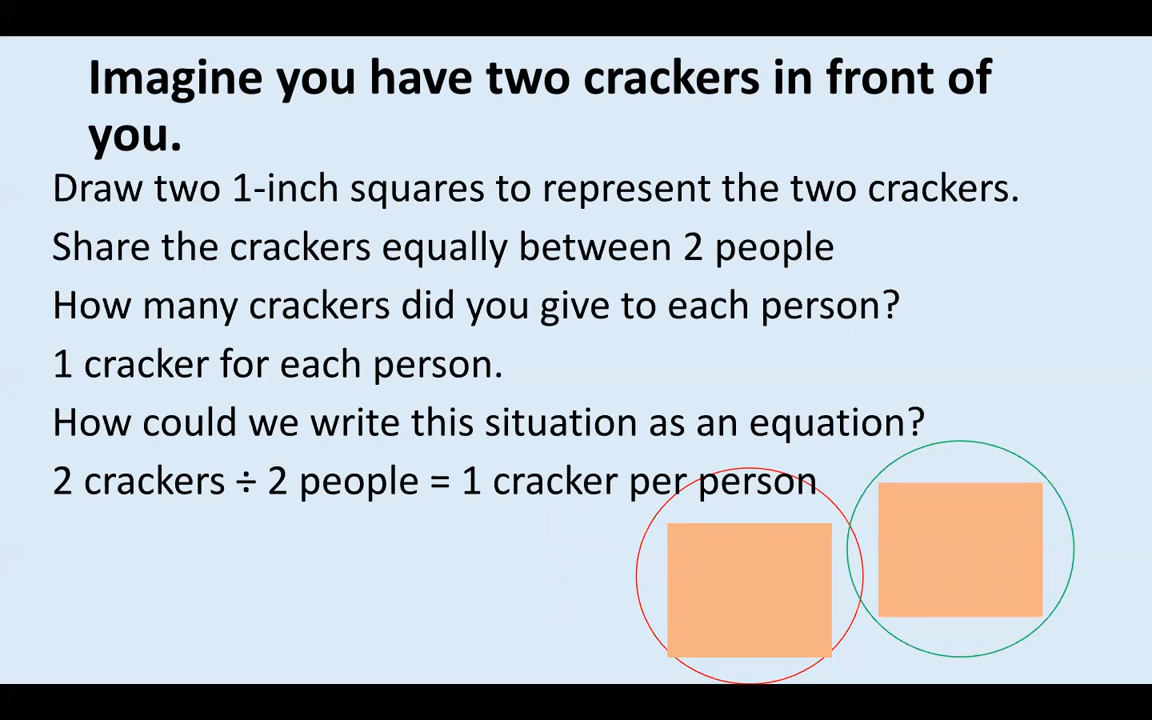 Imagine you have two crackers in front of
you.
Draw two 1-inch squares to represent the two crackers.
Share the crackers equally between 2 people
How many crackers did you give to each person?
1 cracker for each person.
How could we write this situation as an equation?
2 crackers ÷ 2 people = 1 cracker per person